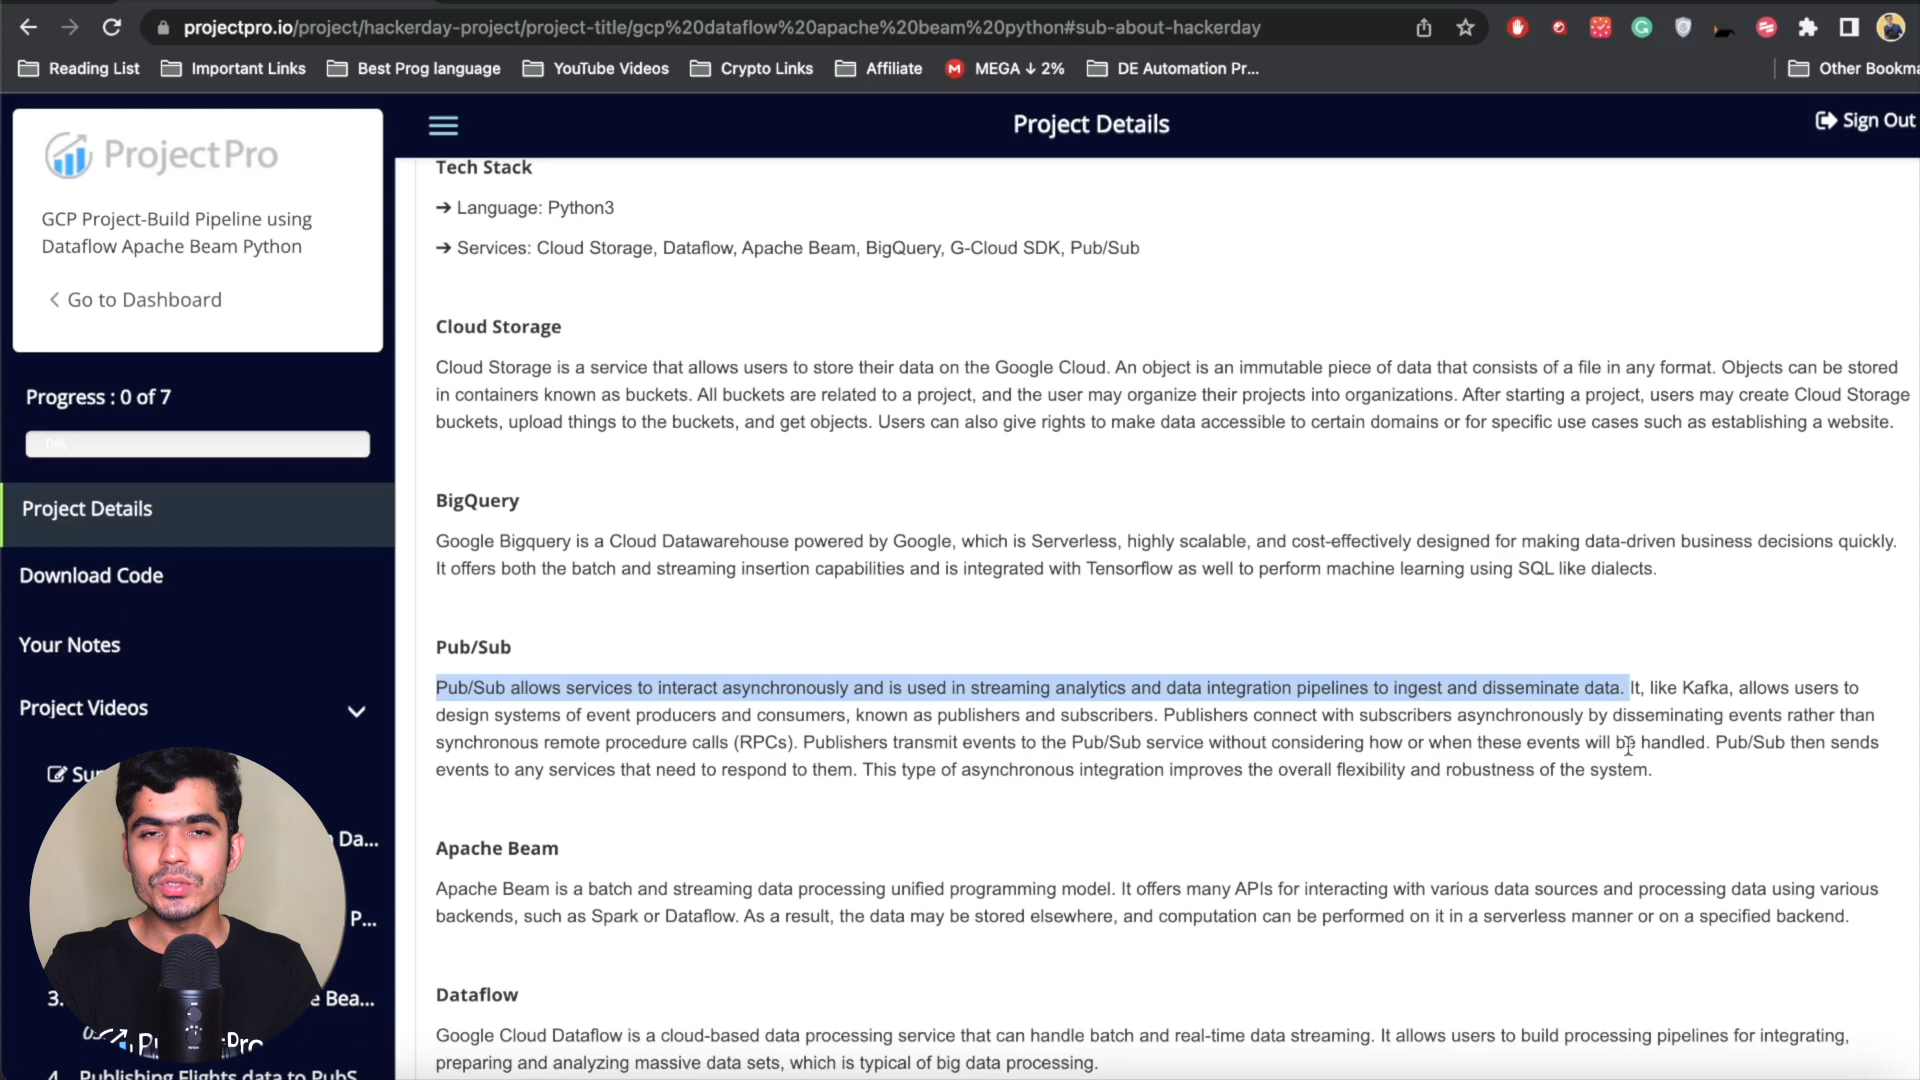 projectpro.io/project/hackerday-project/project-title/gcp%20dataflow%20apache%20beam%20python#sub-about-hackerday
Reading List
Important Links
Best Prog language
YouTube Videos
Crypto Links
Affiliate
MEGA ↓ 2%
DE Automation Pr...
Other Bookma
ProjectPro
GCP Project-Build Pipeline using
Dataflow Apache Beam Python
Go to Dashboard
Progress : 0 of 7
0%
Project Details
Download Code
Your Notes
Project Videos
Su
Da...
P...
3.
e Bea...
4. Publishing Flights data to PubS
Project Details
Sign Out
Tech Stack
➔ Language: Python3
➔ Services: Cloud Storage, Dataflow, Apache Beam, BigQuery, G-Cloud SDK, Pub/Sub
Cloud Storage
Cloud Storage is a service that allows users to store their data on the Google Cloud. An object is an immutable piece of data that consists of a file in any format. Objects can be stored
in containers known as buckets. All buckets are related to a project, and the user may organize their projects into organizations. After starting a project, users may create Cloud Storage
buckets, upload things to the buckets, and get objects. Users can also give rights to make data accessible to certain domains or for specific use cases such as establishing a website.
BigQuery
Google Bigquery is a Cloud Datawarehouse powered by Google, which is Serverless, highly scalable, and cost-effectively designed for making data-driven business decisions quickly.
It offers both the batch and streaming insertion capabilities and is integrated with Tensorflow as well to perform machine learning using SQL like dialects.
Pub/Sub
Pub/Sub allows services to interact asynchronously and is used in streaming analytics and data integration pipelines to ingest and disseminate data. It, like Kafka, allows users to
design systems of event producers and consumers, known as publishers and subscribers. Publishers connect with subscribers asynchronously by disseminating events rather than
synchronous remote procedure calls (RPCs). Publishers transmit events to the Pub/Sub service without considering how or when these events will be handled. Pub/Sub then sends
events to any services that need to respond to them. This type of asynchronous integration improves the overall flexibility and robustness of the system.
Apache Beam
Apache Beam is a batch and streaming data processing unified programming model. It offers many APIs for interacting with various data sources and processing data using various
backends, such as Spark or Dataflow. As a result, the data may be stored elsewhere, and computation can be performed on it in a serverless manner or on a specified backend.
Dataflow
Google Cloud Dataflow is a cloud-based data processing service that can handle batch and real-time data streaming. It allows users to build processing pipelines for integrating,
preparing and analyzing massive data sets, which is typical of big data processing.